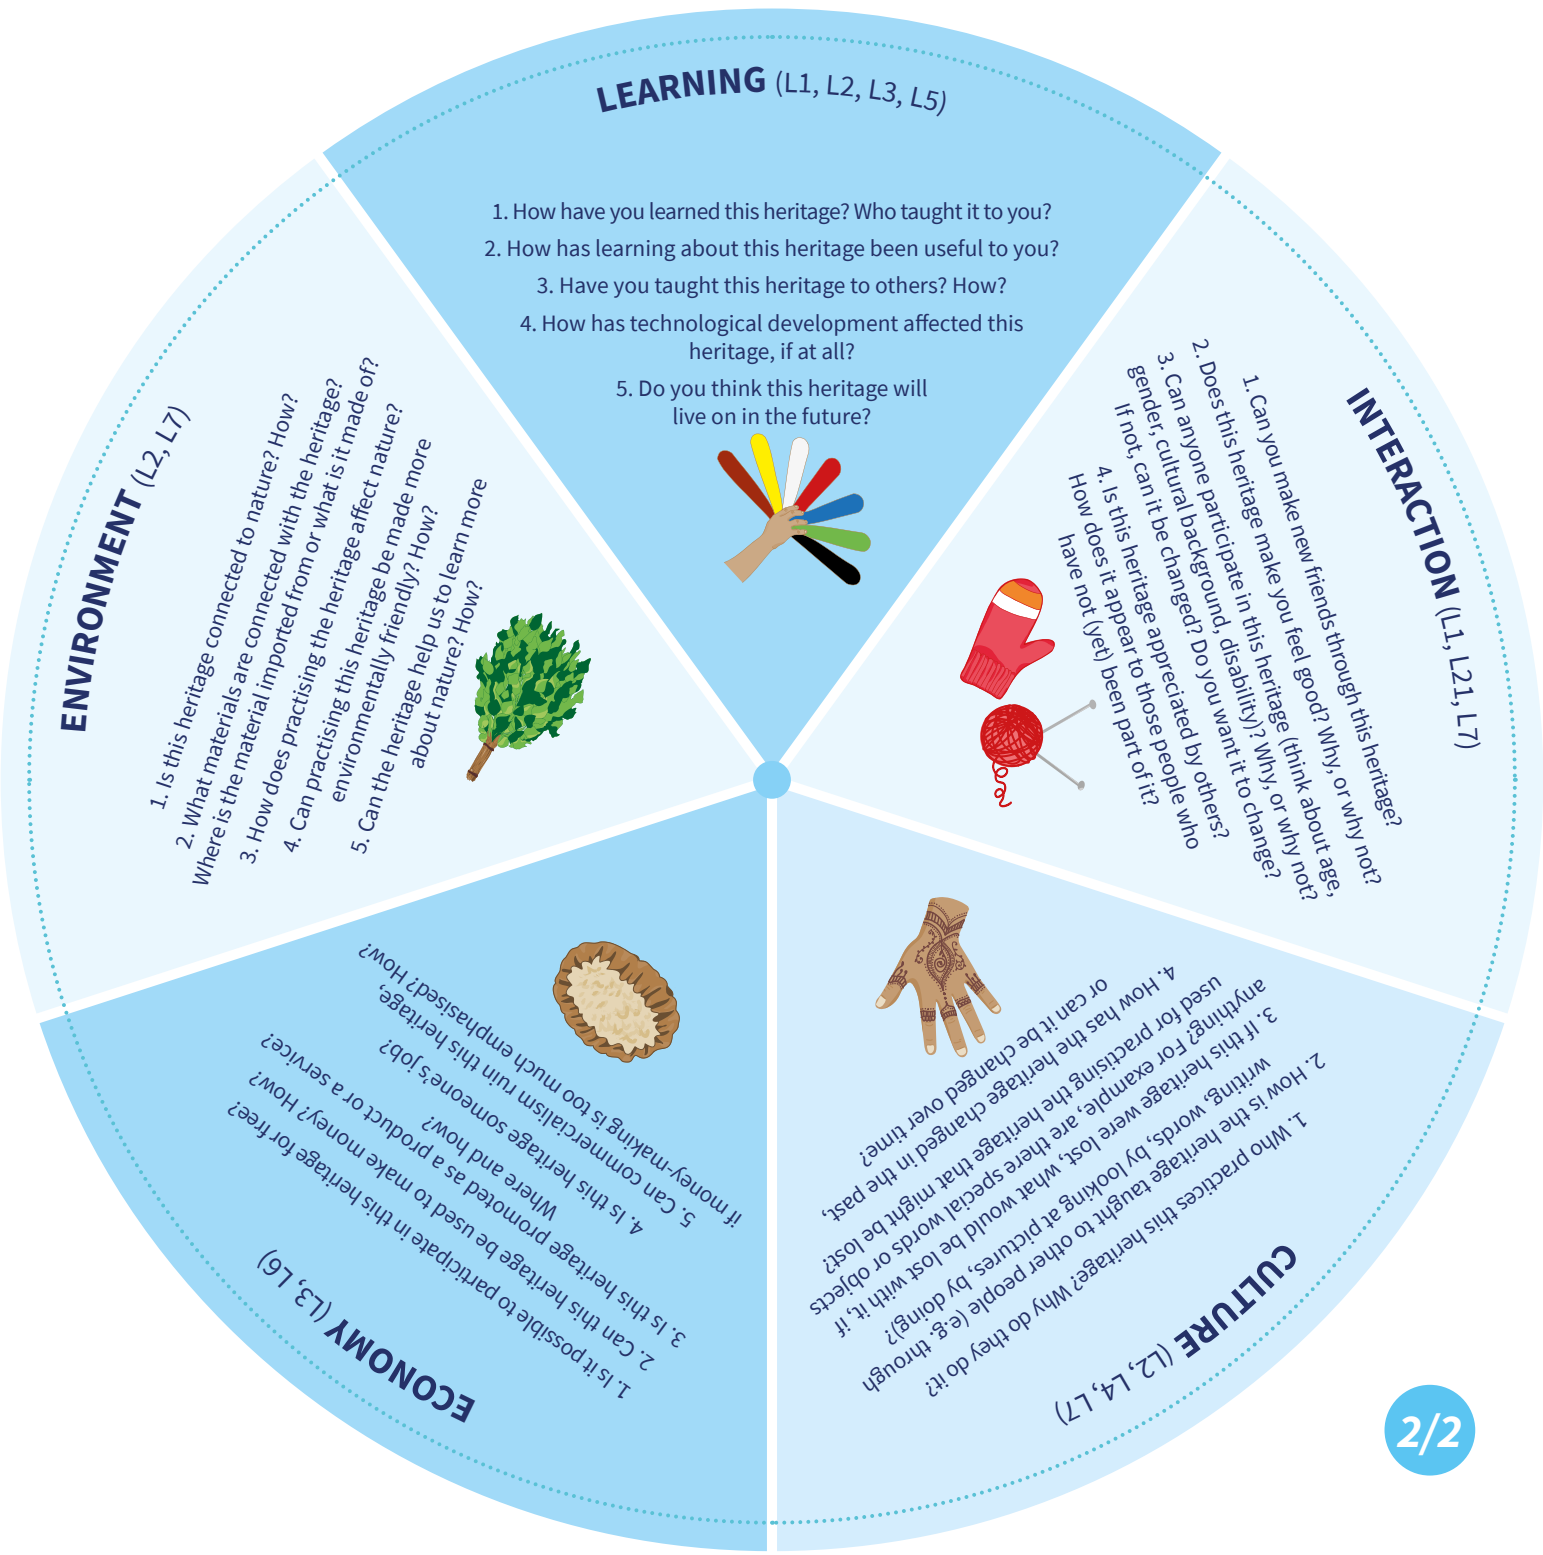 LEARNING (L1, L2, L3, L5)
1. How have you learned this heritage? Who taught it to you?
2. How has learning about this heritage been useful to you?
3. Have you taught this heritage to others? How?
4. How has technological development affected this
heritage, if at all?
5. Do you think this heritage will
live on in the future?
INTERACTION (L1, L21, L7)
1. Can you make new friends through this heritage?
2. Does this heritage make you feel good? Why, or why not?
3. Can anyone participate in this heritage (think about age,
gender, cultural background, disability)? Why, or why not?
If not, can it be changed? Do you want it to change?
4. Is this heritage appreciated by others?
How does it appear to those people who
have not (yet) been part of it?
CULTURE (L2, L4, L7)
1. Who practices this heritage? Why do they do it?
2. How is the heritage taught to other people (e.g. through
writing, words, by looking at pictures, by doing)?
3. If this heritage were lost, what would be lost with it, if
anything? For example, are there special words or objects
used for practising the heritage that might be lost?
4. How has the heritage changed in the past,
or can it be changed over time?
ECONOMY (L3, L6)
1. Is it possible to participate in this heritage for free?
2. Can this heritage be used to make money? How?
3. Is this heritage promoted as a product or a service?
Where and how?
4. Is this heritage someone's job?
5. Can commercialism ruin this heritage,
if money-making is too much emphasised? How?
ENVIRONMENT (L2, L7)
1. Is this heritage connected to nature? How?
2. What materials are connected with the heritage?
Where is the material imported from or what is it made of?
3. How does practising the heritage affect nature?
4. Can practising this heritage be made more
environmentally friendly? How?
5. Can the heritage help us to learn more
about nature? How?
2/2